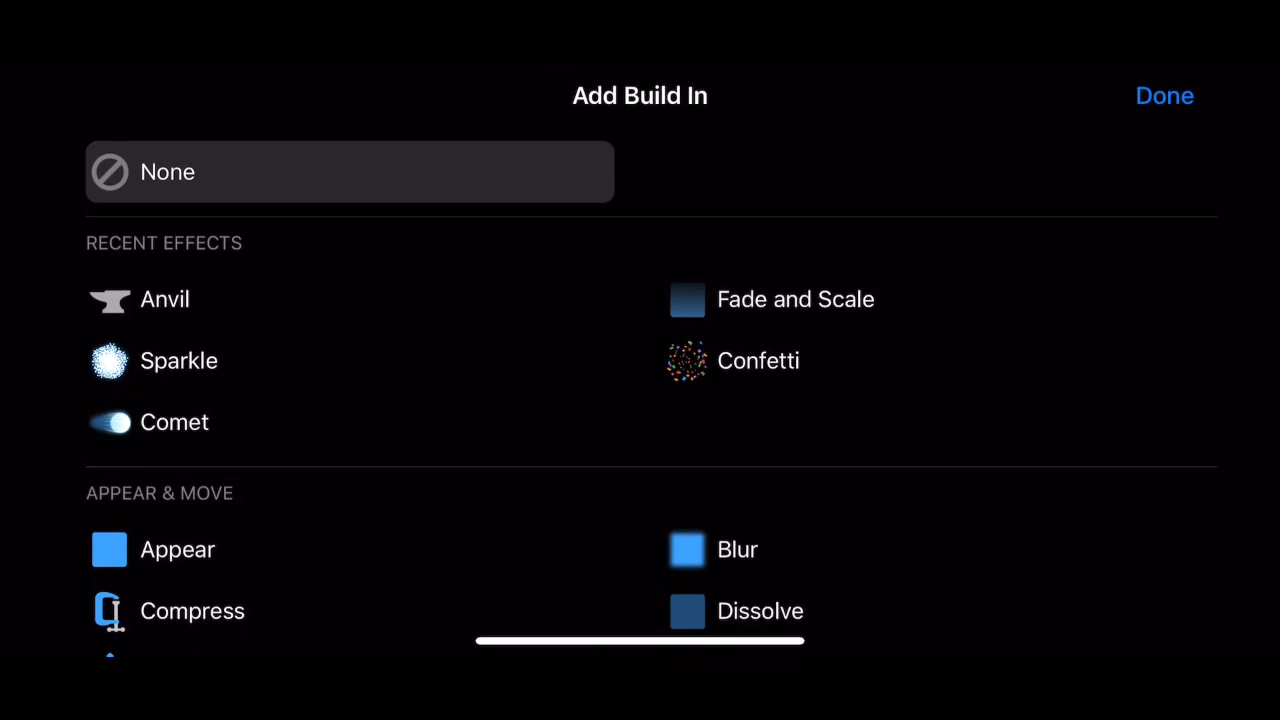 Add Build In
Done
None
RECENT EFFECTS
Anvil
Fade and Scale
Sparkle
Confetti
Comet
APPEAR & MOVE
Appear
Blur
Compress
Dissolve